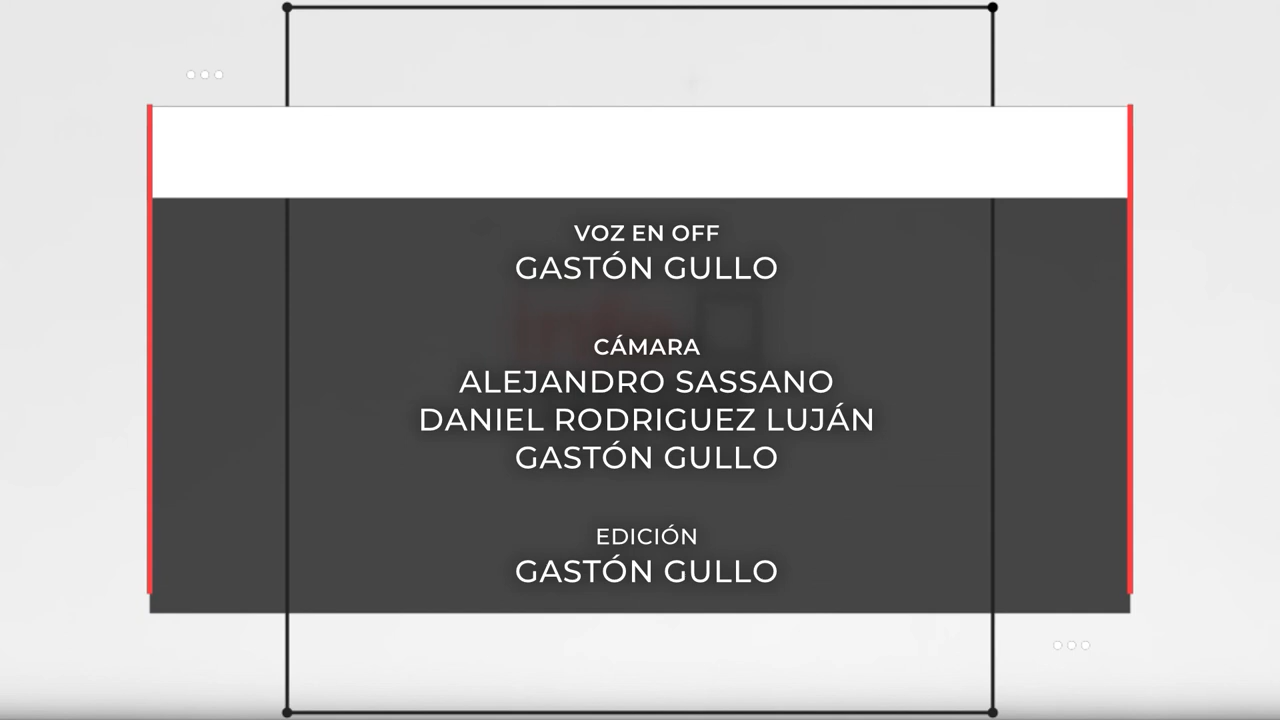 VOZ EN OFF
GASTÓN GULLO
CÁMARA
ALEJANDRO SASSANO
DANIEL RODRIGUEZ LUJÁN
GASTÓN GULLO
EDICIÓN
GASTÓN GULLO